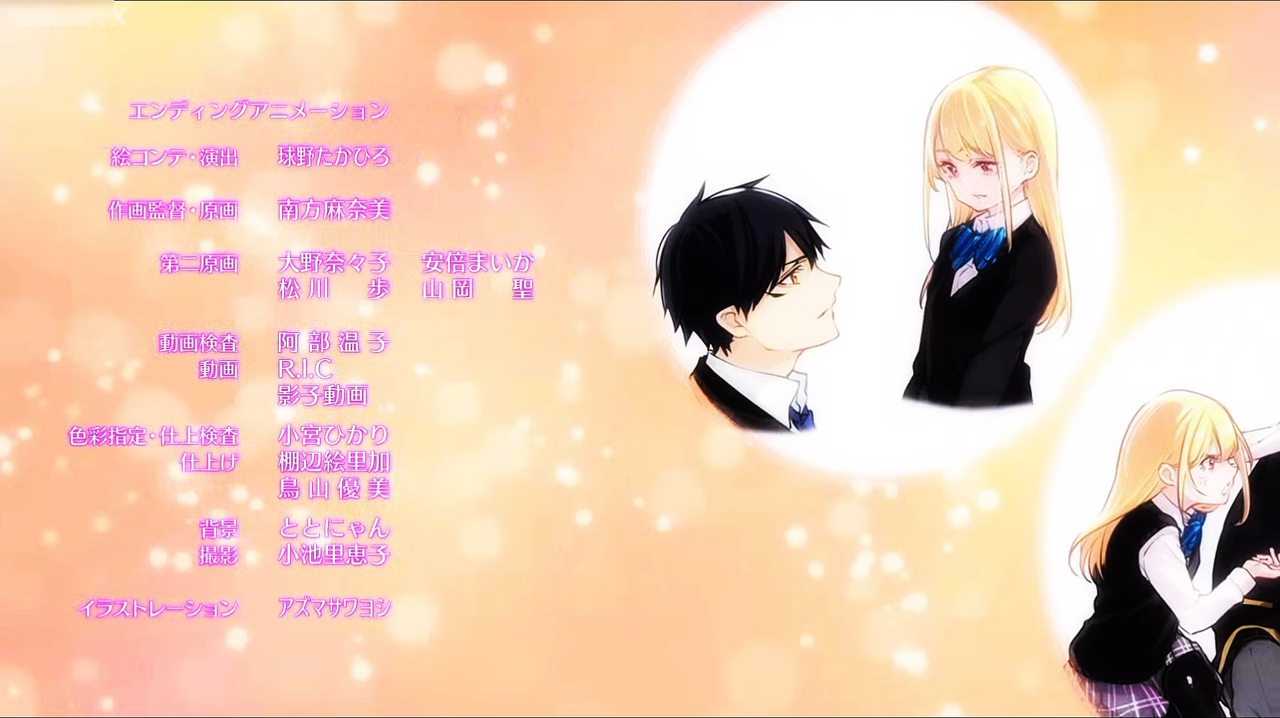 エンディングアニメーション
絵コンテ・演出 球野たかひろ
作画監督・原画 南方麻奈美
第二原画 大野奈々子 安倍まいか
松川 歩 山岡 聖
動画検査 阿部温子
動画 R.I.C
影子動画
色彩指定・仕上検査 小宮ひかり
仕上げ 棚辺絵里加
鳥山優美
背景 ととにゃん
撮影 小池里恵子
イラストレーション アズマサワヨシ